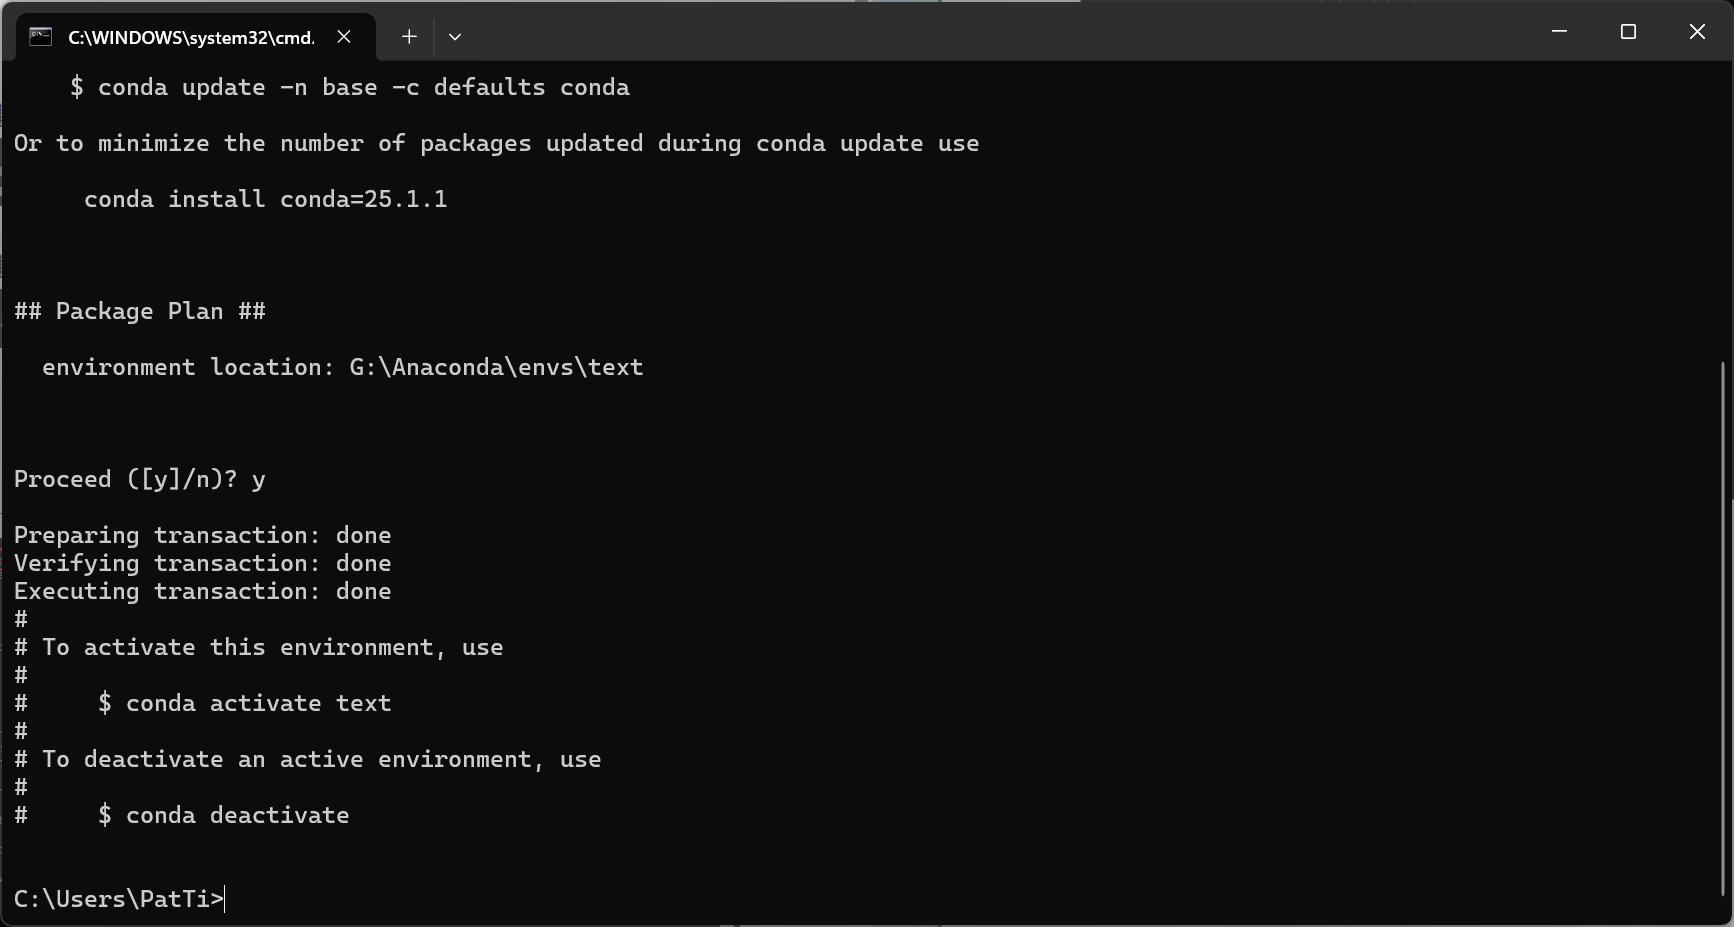 C:\WINDOWS\system32\cmd.
$ conda update -n base -c defaults conda
Or to minimize the number of packages updated during conda update use
conda install conda=25.1.1
## Package Plan ##
environment location: G:\Anaconda\envs\text
Proceed ([y]/n)? y
Preparing transaction: done
Verifying transaction: done
Executing transaction: done
#
# To activate this environment, use
#
#     $ conda activate text
#
# To deactivate an active environment, use
#
#     $ conda deactivate
C:\Users\PatTi>